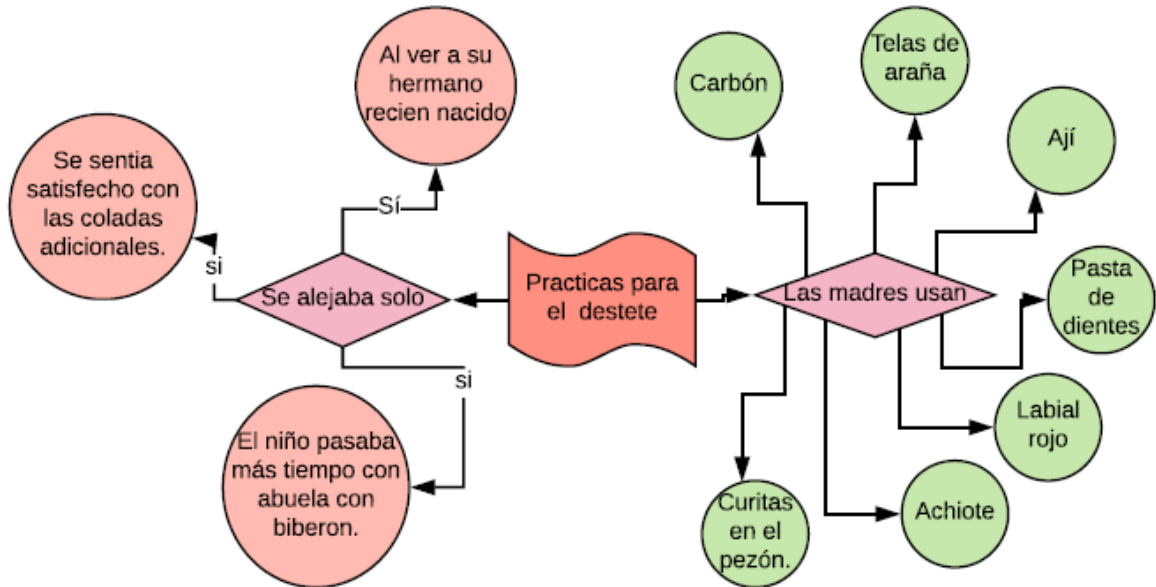 Al ver a su
hermano
recien nacido
Sí
Se sentia
satisfecho con
las coladas
adicionales.
si
Se alejaba solo
si
El niño pasaba
más tiempo con
abuela con
biberon.
Practicas para
el destete
Las madres usan
Carbón
Telas de
araña
Ají
Pasta
de
dientes
Labial
rojo
Achiote
Curitas
en el
pezón.